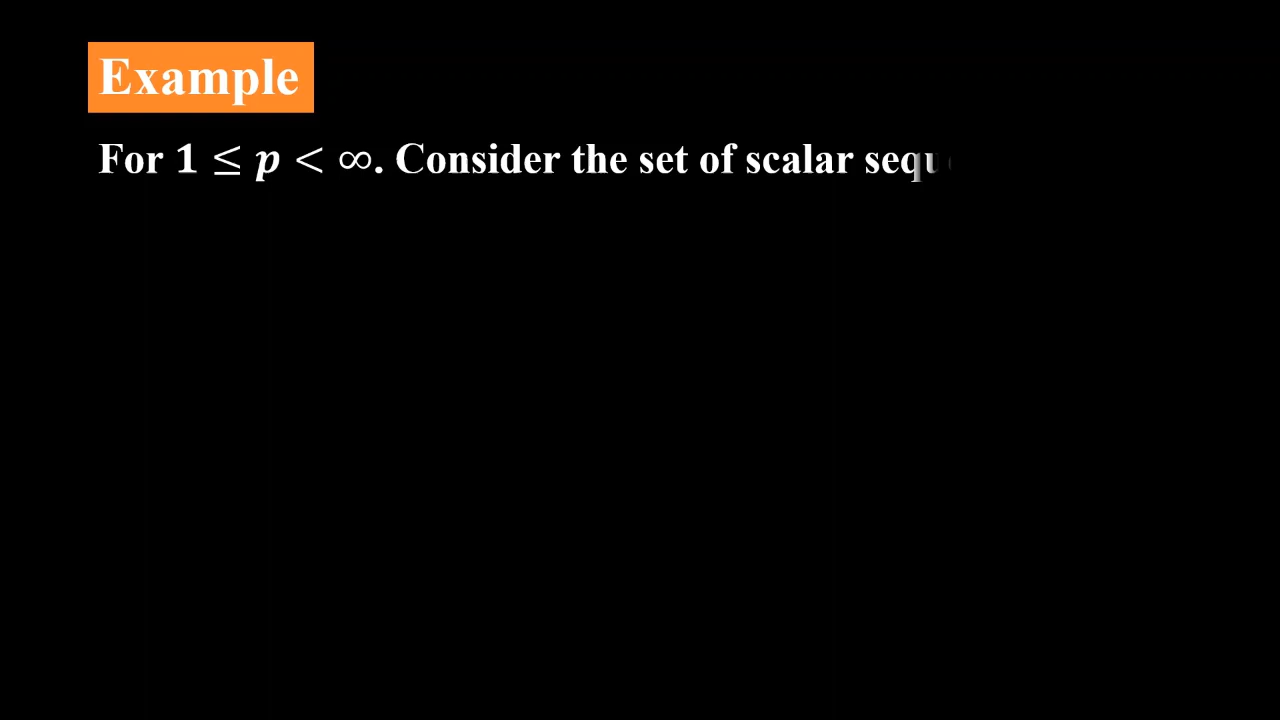 Example
For 1 ≤ p < ∞. Consider the set of scalar